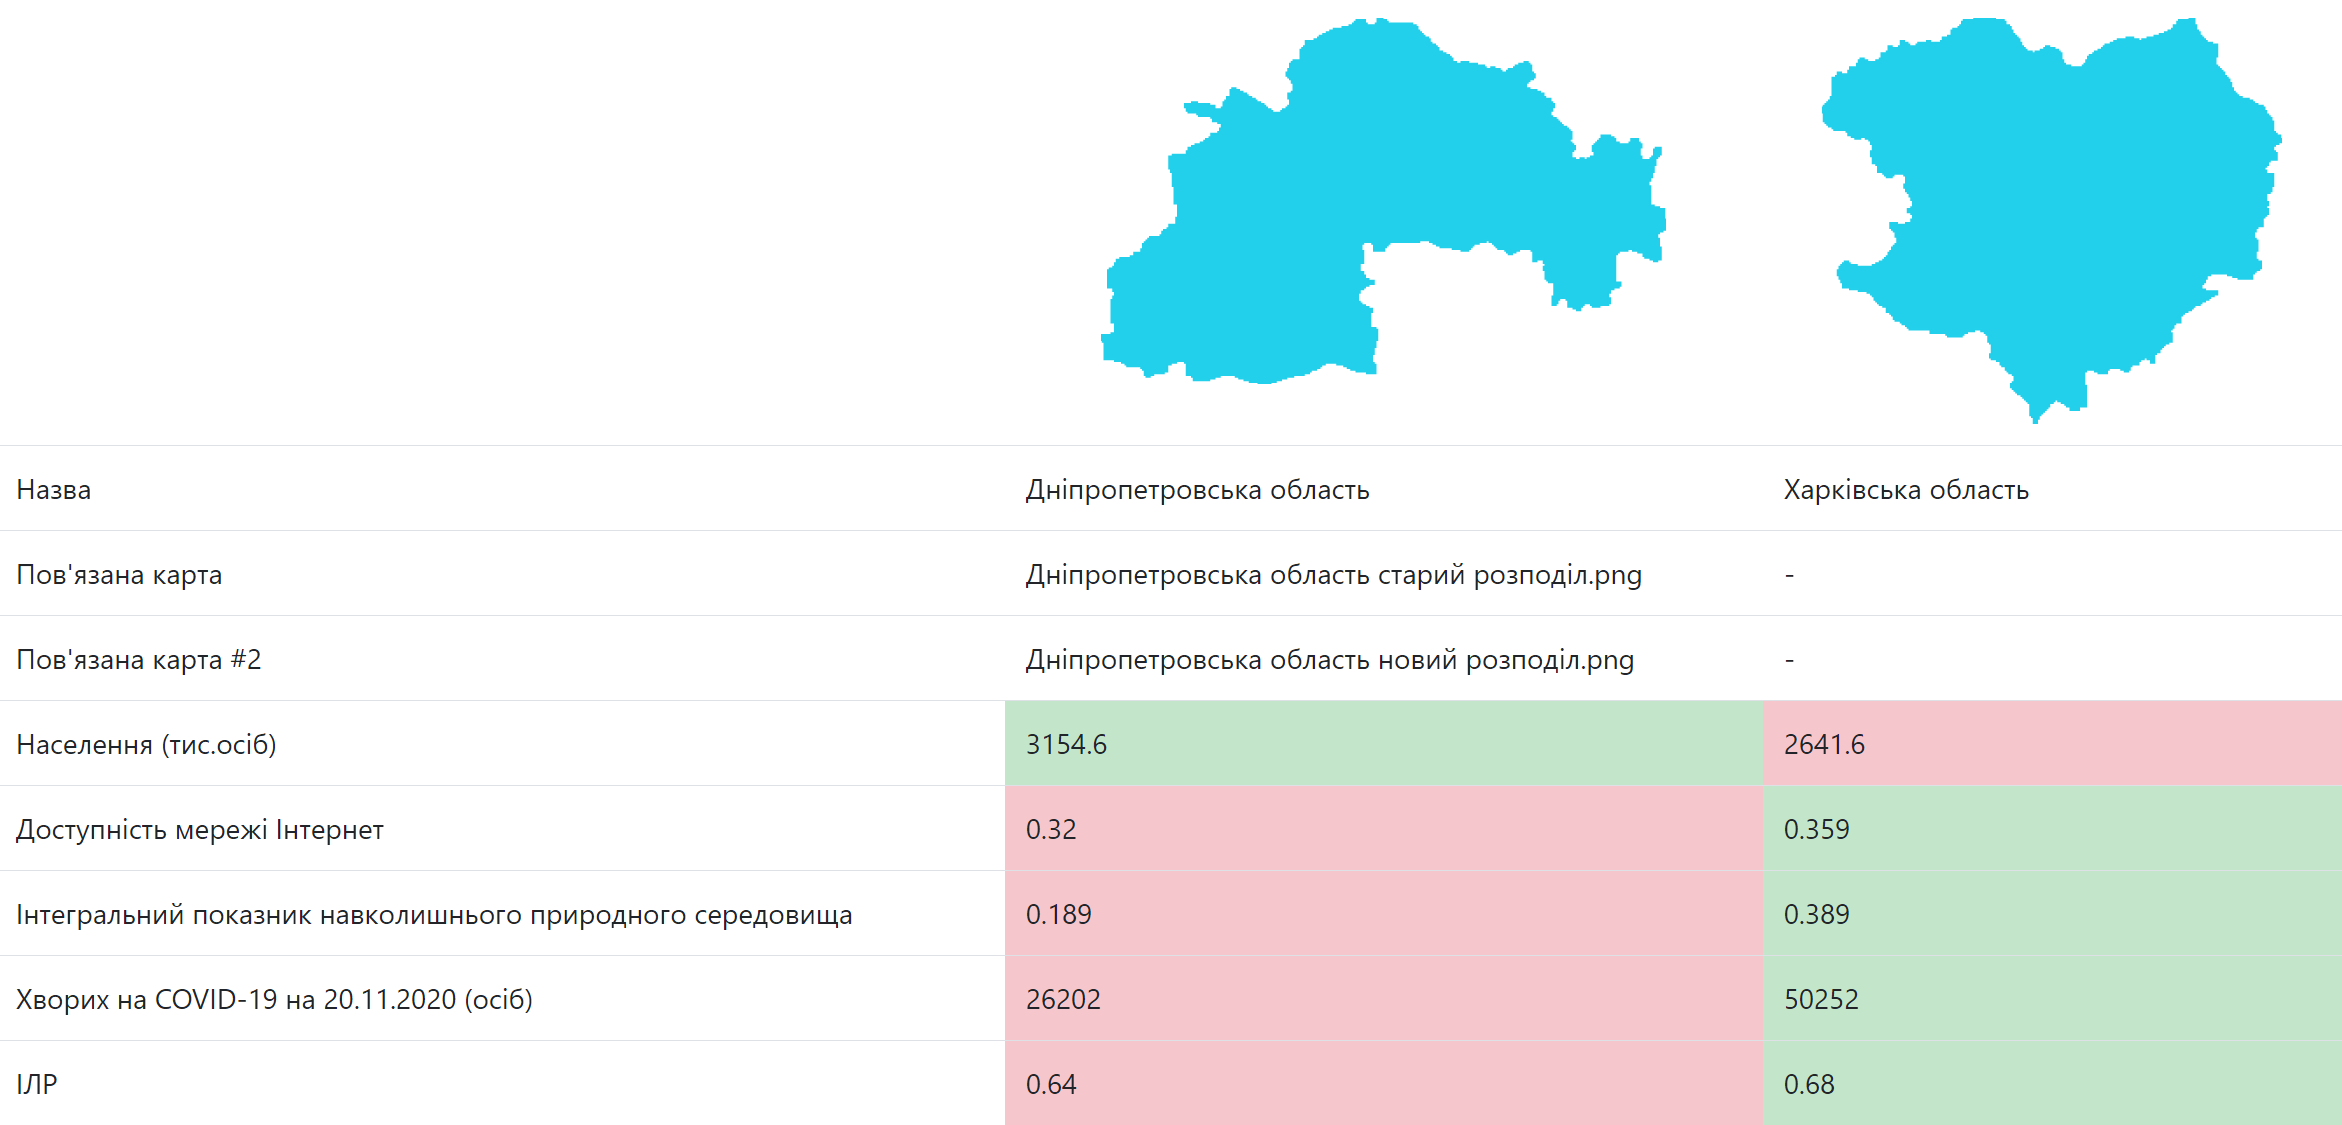 Назва Дніпропетровська область Харківська область
Пов'язана карта Дніпропетровська область старий розподіл.png -
Пов'язана карта #2 Дніпропетровська область новий розподіл.png -
Населення (тис.осіб) 3154.6 2641.6
Доступність мережі Інтернет 0.32 0.359
Інтегральний показник навколишнього природного середовища 0.189 0.389
Хворих на COVID-19 на 20.11.2020 (осіб) 26202 50252
ІЛР 0.64 0.68